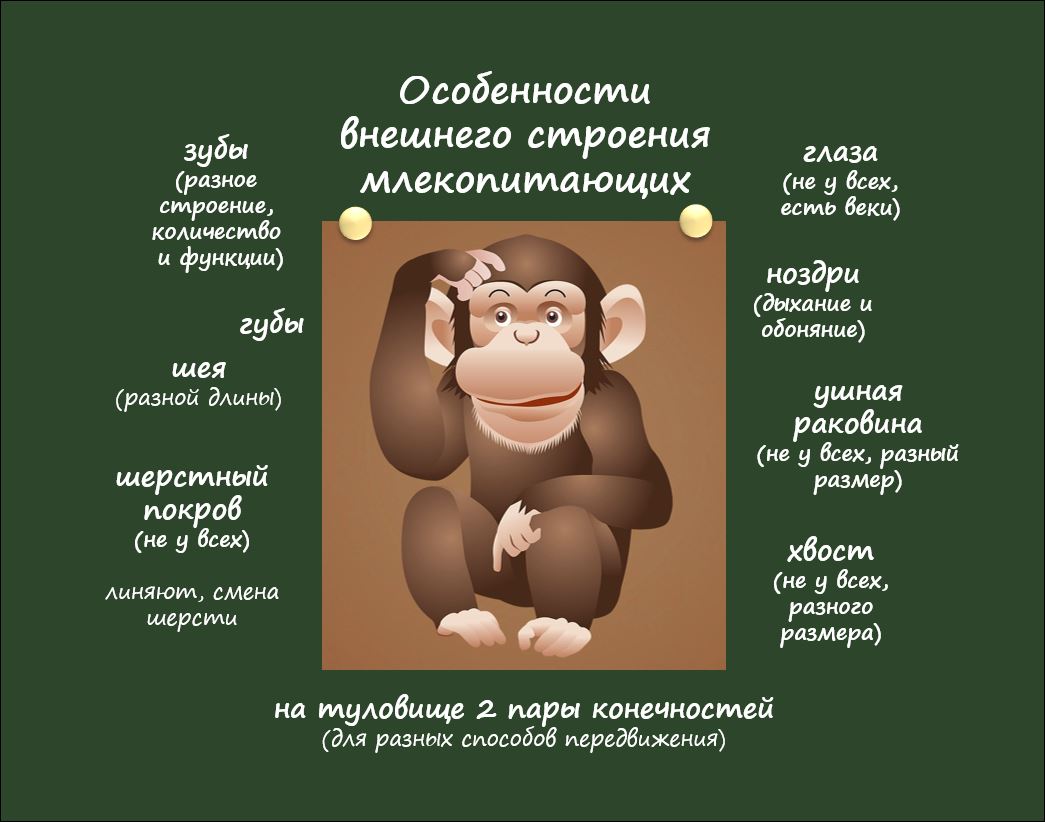 Особенности
внешнего строения
млекопитающих
зубы
(разное
строение,
количество
и функции)
губы
шея
(разной длины)
шерстный
покров
(не у всех)
линяют, смена
шерсти
глаза
(не у всех,
есть веки)
ноздри
(дыхание и
обоняние)
ушная
раковина
(не у всех, разный
размер)
хвост
(не у всех,
разного
размера)
на туловище 2 пары конечностей
(для разных способов передвижения)